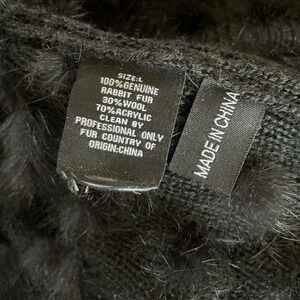 SIZE:L
100%GENUINE
RABBIT FUR
30%WOOL
70%ACRYLIC
CLEAN BY
PROFESSIONAL ONLY
FUR COUNTRY OF
ORIGIN:CHINA
MADE IN CHINA